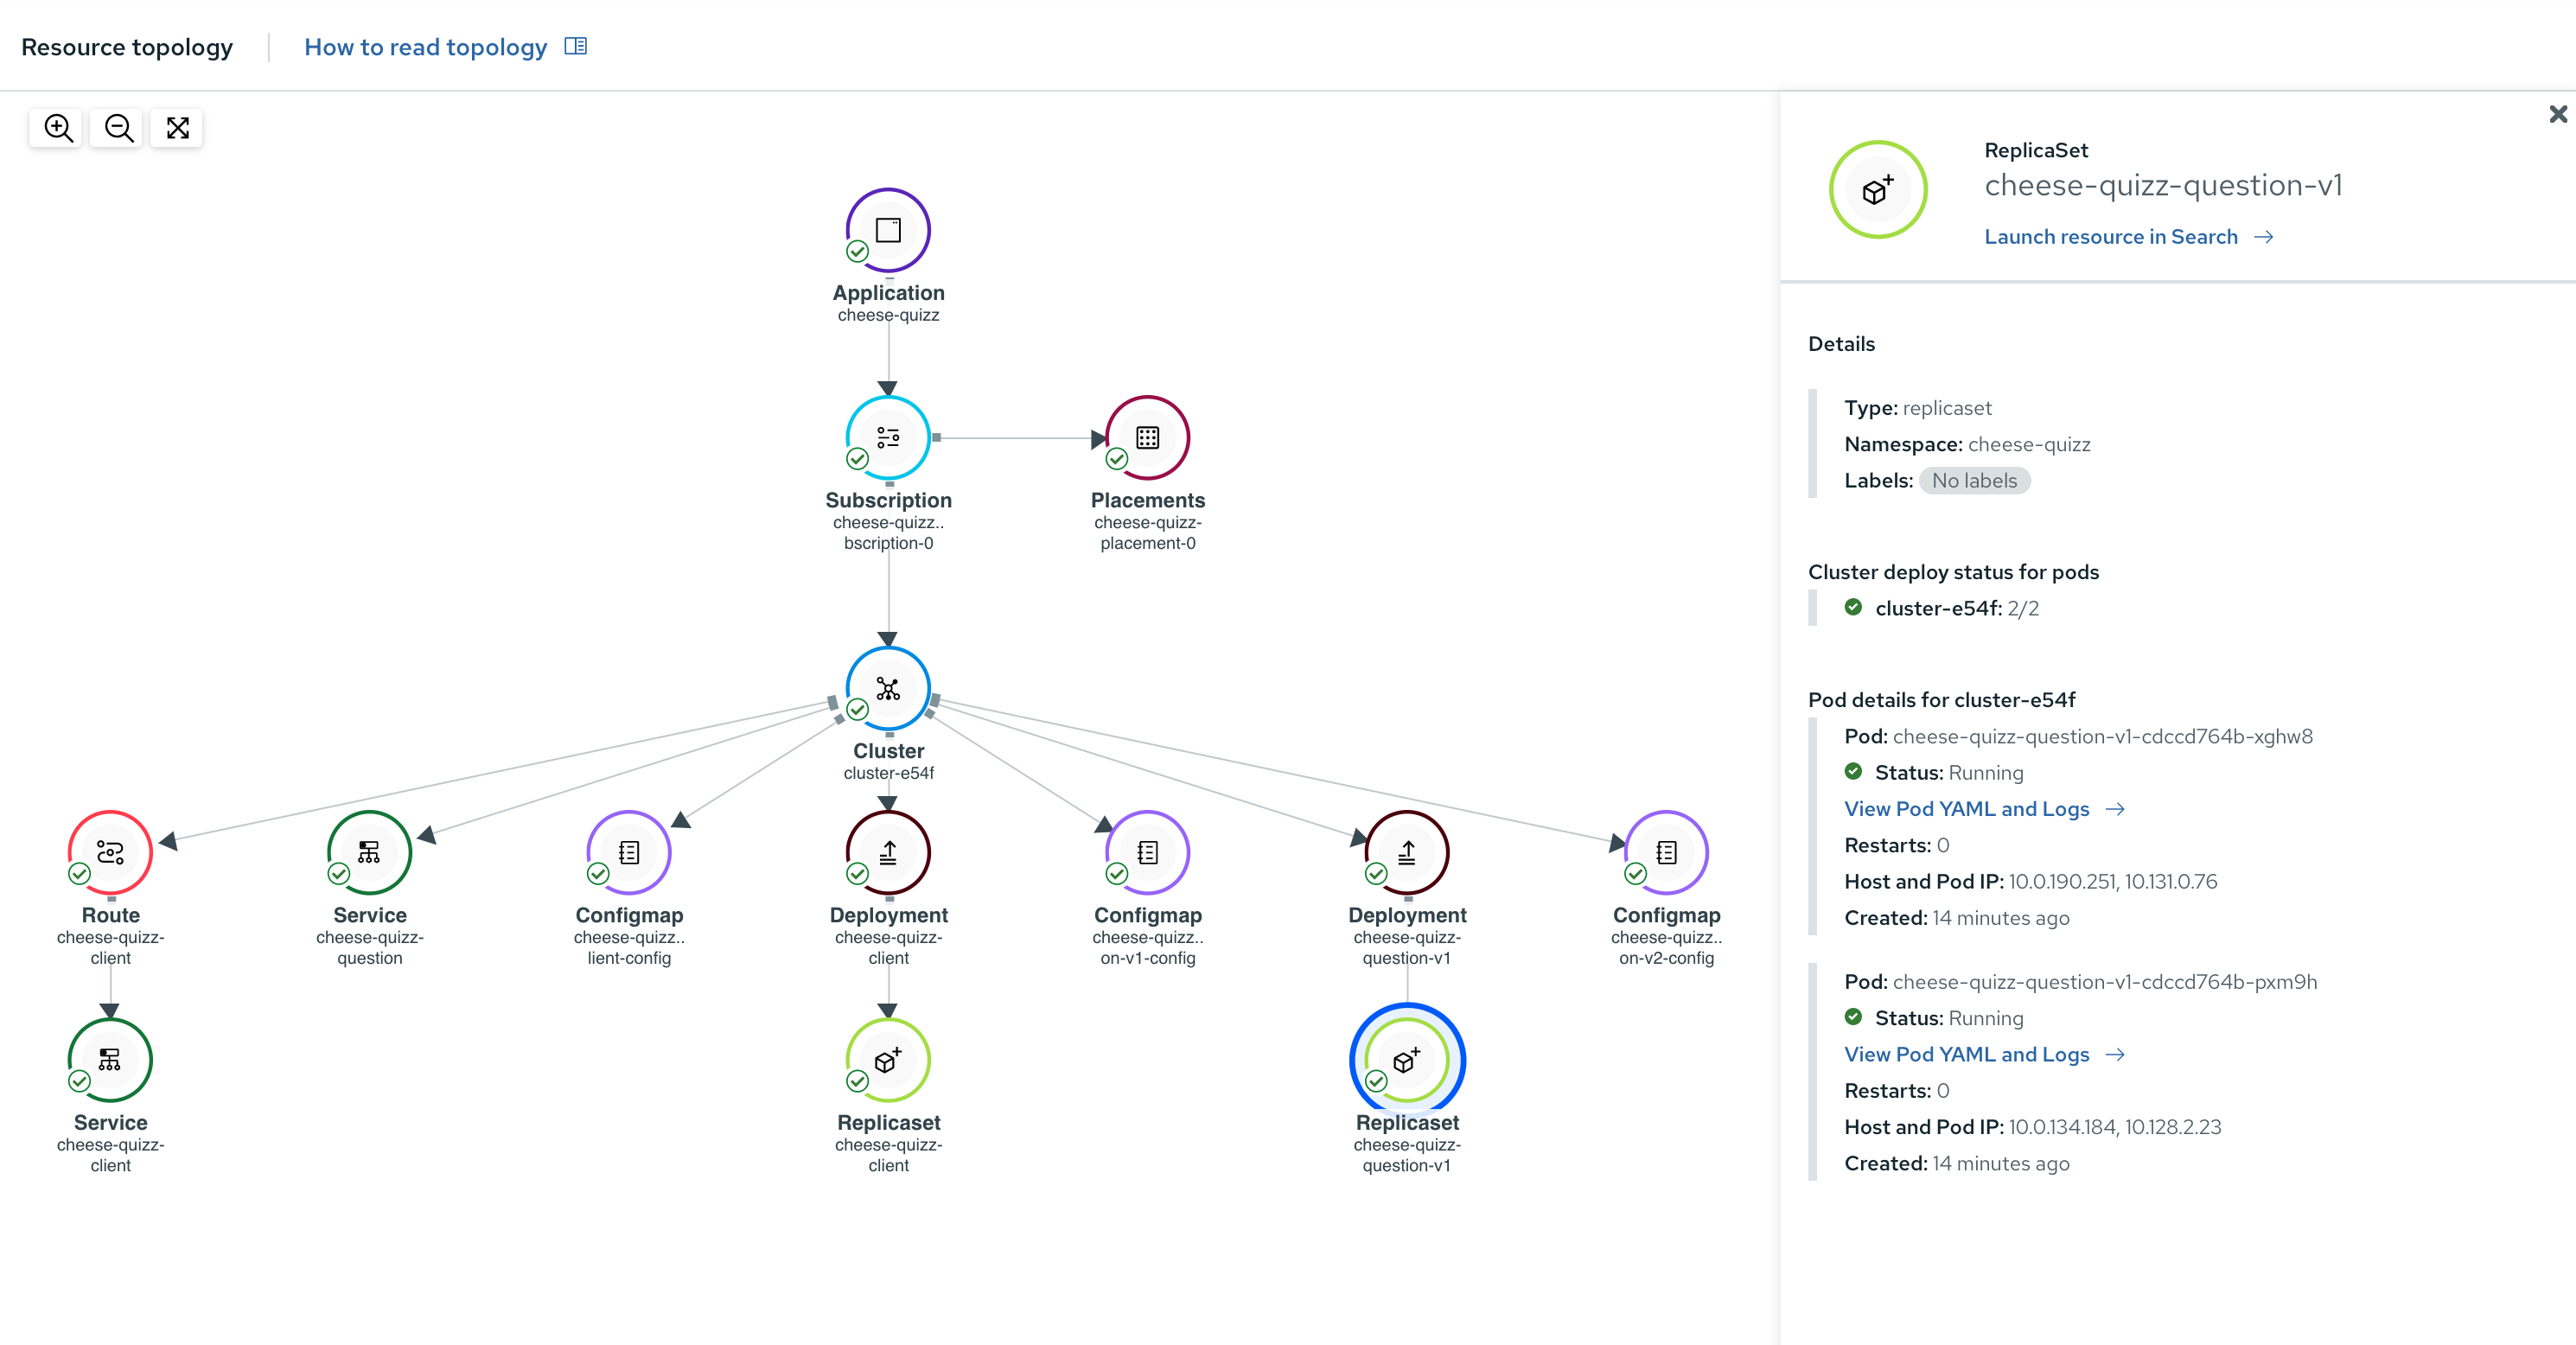 Resource topology
How to read topology
Application
cheese-quizz
Subscription
cheese-quizz..
bscription-0
Placements
cheese-quizz-
placement-0
Cluster
cluster-e54f
Route
cheese-quizz-
client
Service
cheese-quizz-
question
Configmap
cheese-quizz..
lient-config
Deployment
cheese-quizz-
client
Configmap
cheese-quizz..
on-v1-config
Deployment
cheese-quizz-
question-v1
Configmap
cheese-quizz..
on-v2-config
Service
cheese-quizz-
client
Replicaset
cheese-quizz-
client
Replicaset
cheese-quizz-
question-v1
ReplicaSet
cheese-quizz-question-v1
Launch resource in Search
Details
Type: replicaset
Namespace: cheese-quizz
Labels: No labels
Cluster deploy status for pods
cluster-e54f: 2/2
Pod details for cluster-e54f
Pod: cheese-quizz-question-v1-cdccd764b-xghw8
Status: Running
View Pod YAML and Logs
Restarts: 0
Host and Pod IP: 10.0.190.251, 10.131.0.76
Created: 14 minutes ago
Pod: cheese-quizz-question-v1-cdccd764b-pxm9h
Status: Running
View Pod YAML and Logs
Restarts: 0
Host and Pod IP: 10.0.134.184, 10.128.2.23
Created: 14 minutes ago